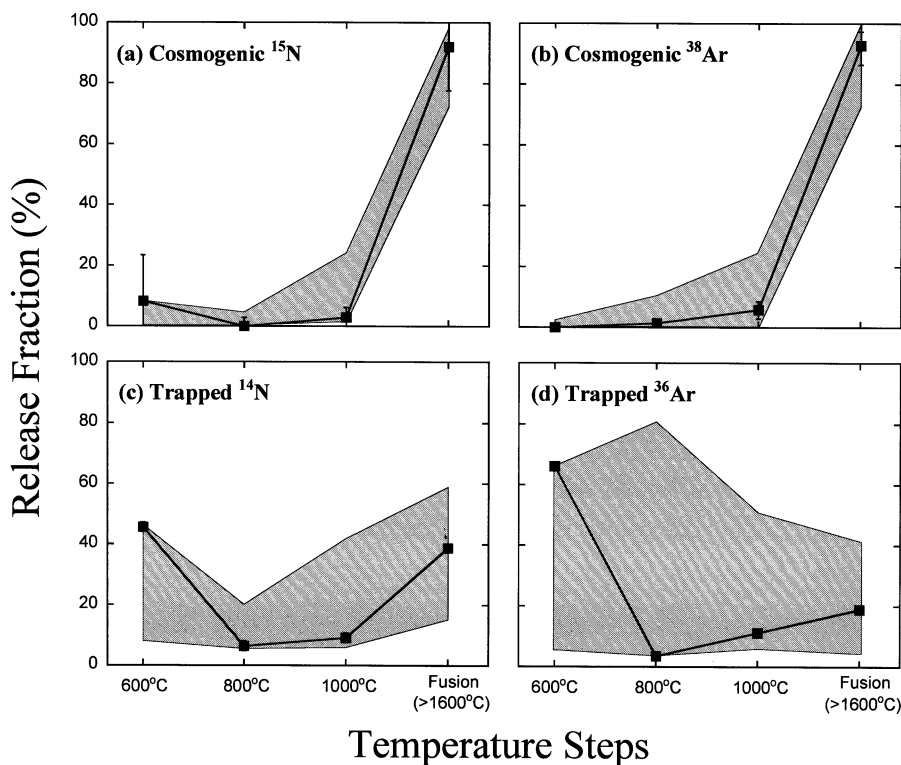 Release Fraction (%)
(a) Cosmogenic ¹⁵N
(b) Cosmogenic ³⁸Ar
100
80
60
40
20
0
(c) Trapped ¹⁴N
(d) Trapped ³⁶Ar
100
80
60
40
20
0
600°C 800°C 1000°C Fusion
(>1600°C)
600°C 800°C 1000°C Fusion
(>1600°C)
Temperature Steps